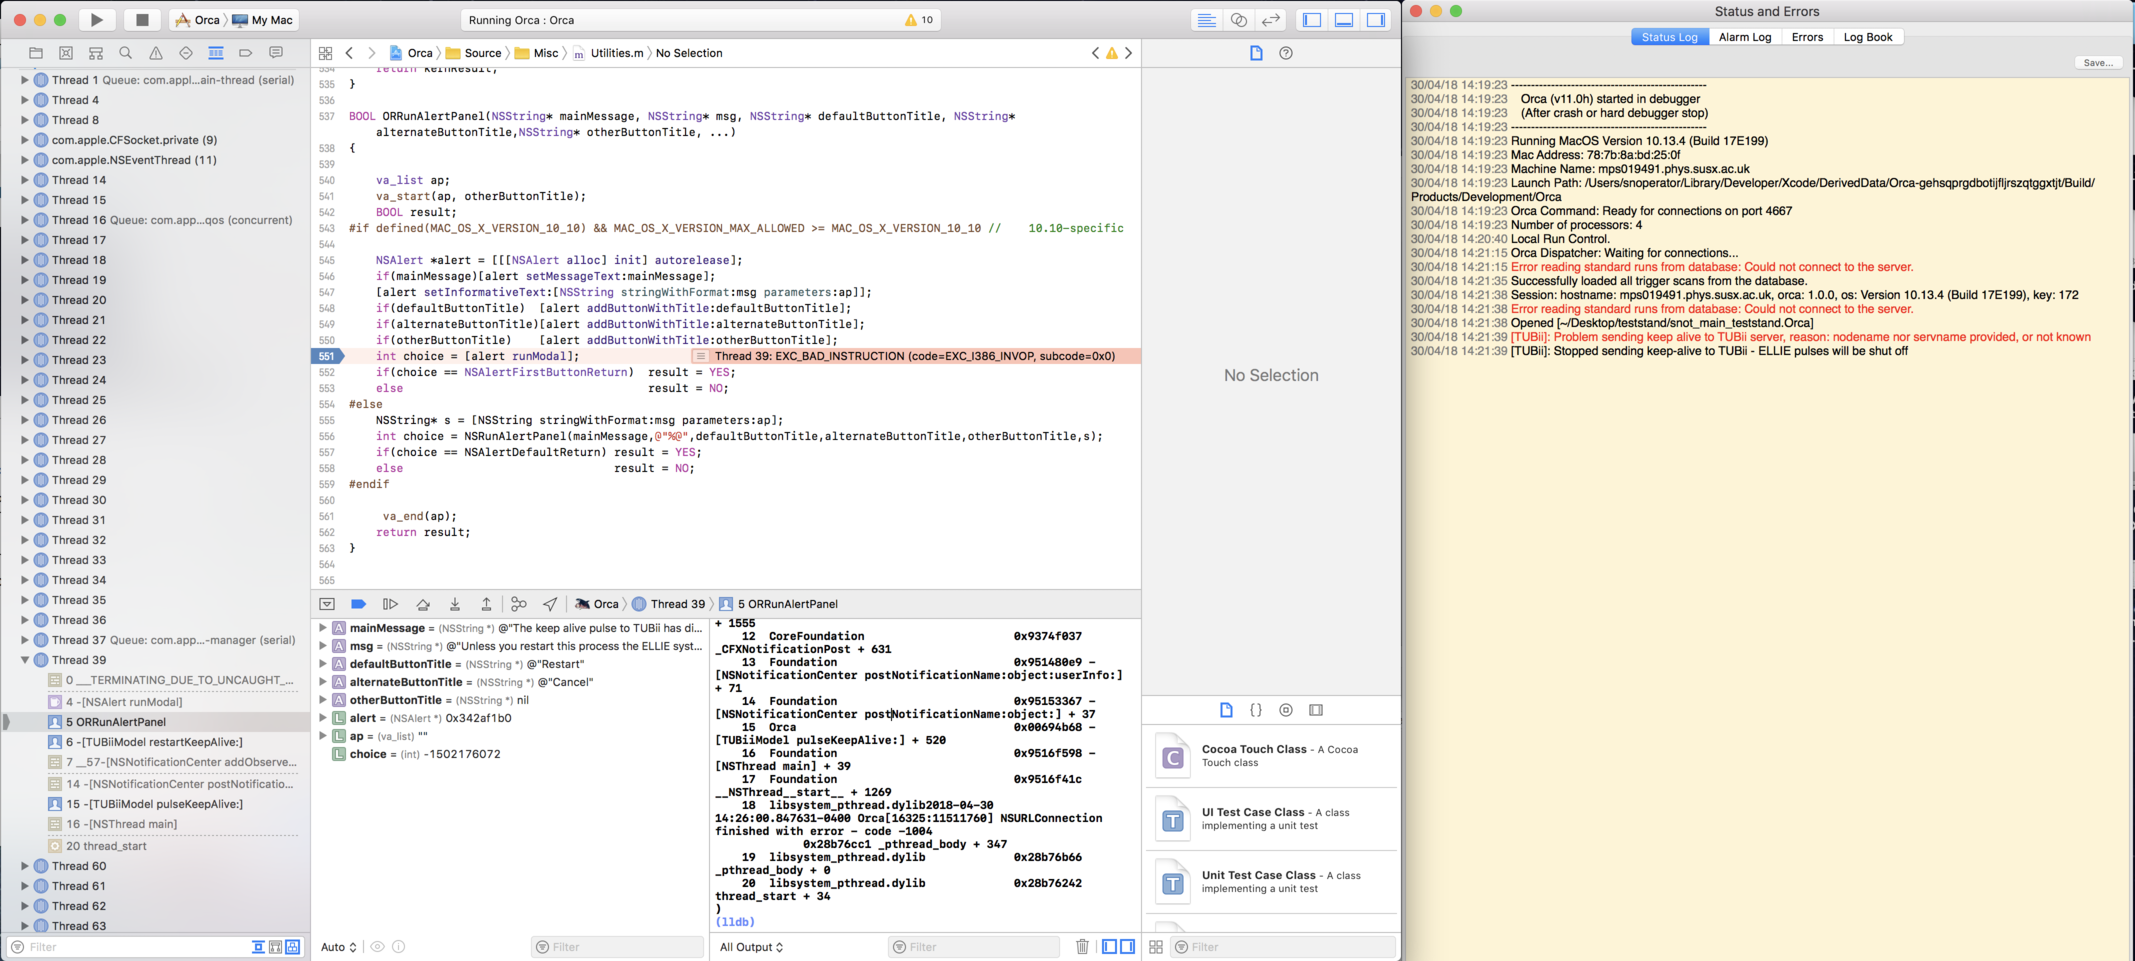 Orca 〉 My Mac
Running Orca : Orca
10
Thread 1 Queue: com.appl...ain-thread (serial)
Thread 4
Thread 8
com.apple.CFSocket.private (9)
com.apple.NSEventThread (11)
Thread 14
Thread 15
Thread 16 Queue: com.app...qos (concurrent)
Thread 17
Thread 18
Thread 19
Thread 20
Thread 21
Thread 22
Thread 23
Thread 24
Thread 25
Thread 26
Thread 27
Thread 28
Thread 29
Thread 30
Thread 31
Thread 32
Thread 33
Thread 34
Thread 35
Thread 36
Thread 37 Queue: com.app...-manager (serial)
Thread 39
0 ___TERMINATING_DUE_TO_UNCAUGHT_...
4 -[NSAlert runModal]
5 ORRunAlertPanel
6 -[TUBiiModel restartKeepAlive:]
7 __57-[NSNotificationCenter addObserve...
14 -[NSNotificationCenter postNotificatio...
15 -[TUBiiModel pulseKeepAlive:]
16 -[NSThread main]
20 thread_start
Thread 60
Thread 61
Thread 62
Thread 63
Filter
Orca 〉 Source 〉 Misc 〉 m Utilities.m 〉 No Selection
534 return kenResult;
535 }
536
537 BOOL ORRunAlertPanel(NSString* mainMessage, NSString* msg, NSString* defaultButtonTitle, NSString*
alternateButtonTitle,NSString* otherButtonTitle, ...)
538 {
539
540 va_list ap;
541 va_start(ap, otherButtonTitle);
542 BOOL result;
543 #if defined(MAC_OS_X_VERSION_10_10) && MAC_OS_X_VERSION_MAX_ALLOWED >= MAC_OS_X_VERSION_10_10 // 10.10-specific
544
545 NSAlert *alert = [[[NSAlert alloc] init] autorelease];
546 if(mainMessage)[alert setMessageText:mainMessage];
547 [alert setInformativeText:[NSString stringWithFormat:msg parameters:ap]];
548 if(defaultButtonTitle) [alert addButtonWithTitle:defaultButtonTitle];
549 if(alternateButtonTitle)[alert addButtonWithTitle:alternateButtonTitle];
550 if(otherButtonTitle) [alert addButtonWithTitle:otherButtonTitle];
551 int choice = [alert runModal]; Thread 39: EXC_BAD_INSTRUCTION (code=EXC_I386_INVOP, subcode=0x0)
552 if(choice == NSAlertFirstButtonReturn) result = YES;
553 else result = NO;
554 #else
555 NSString* s = [NSString stringWithFormat:msg parameters:ap];
556 int choice = NSRunAlertPanel(mainMessage,@"%@",defaultButtonTitle,alternateButtonTitle,otherButtonTitle,s);
557 if(choice == NSAlertDefaultReturn) result = YES;
558 else result = NO;
559 #endif
560
561 va_end(ap);
562 return result;
563 }
564
565
Orca 〉 Thread 39 〉 5 ORRunAlertPanel
A mainMessage = (NSString *) @"The keep alive pulse to TUBii has di...
A msg = (NSString *) @"Unless you restart this process the ELLIE syst...
A defaultButtonTitle = (NSString *) @"Restart"
A alternateButtonTitle = (NSString *) @"Cancel"
A otherButtonTitle = (NSString *) nil
L alert = (NSAlert *) 0x342af1b0
L ap = (va_list) ""
L choice = (int) -1502176072
Auto
Filter
+ 1555
12 CoreFoundation 0x9374f037
_CFXNotificationPost + 631
13 Foundation 0x951480e9 -
[NSNotificationCenter postNotificationName:object:userInfo:]
+ 71
14 Foundation 0x95153367 -
[NSNotificationCenter postNotificationName:object:] + 37
15 Orca 0x00694b68 -
[TUBiiModel pulseKeepAlive:] + 520
16 Foundation 0x9516f598 -
[NSThread main] + 39
17 Foundation 0x9516f41c
__NSThread__start__ + 1269
18 libsystem_pthread.dylib2018-04-30
14:26:00.847631-0400 Orca[16325:11511760] NSURLConnection
finished with error - code -1004
0x28b76cc1 _pthread_body + 347
19 libsystem_pthread.dylib 0x28b76b66
_pthread_body + 0
20 libsystem_pthread.dylib 0x28b76242
thread_start + 34
)
(lldb)
All Output
Filter
No Selection
C Cocoa Touch Class - A Cocoa
Touch class
T UI Test Case Class - A class
implementing a unit test
T Unit Test Case Class - A class
implementing a unit test
Filter
Status and Errors
Status Log Alarm Log Errors Log Book
Save...
30/04/18 14:19:23 -------------------------------------------------
30/04/18 14:19:23 Orca (v11.0h) started in debugger
30/04/18 14:19:23 (After crash or hard debugger stop)
30/04/18 14:19:23 -------------------------------------------------
30/04/18 14:19:23 Running MacOS Version 10.13.4 (Build 17E199)
30/04/18 14:19:23 Mac Address: 78:7b:8a:bd:25:0f
30/04/18 14:19:23 Machine Name: mps019491.phys.susx.ac.uk
30/04/18 14:19:23 Launch Path: /Users/snoperator/Library/Developer/Xcode/DerivedData/Orca-gehsqprgdbotijfljrszqtggxtjt/Build/
Products/Development/Orca
30/04/18 14:19:23 Orca Command: Ready for connections on port 4667
30/04/18 14:19:23 Number of processors: 4
30/04/18 14:20:40 Local Run Control.
30/04/18 14:21:15 Orca Dispatcher: Waiting for connections...
30/04/18 14:21:15 Error reading standard runs from database: Could not connect to the server.
30/04/18 14:21:35 Successfully loaded all trigger scans from the database.
30/04/18 14:21:38 Session: hostname: mps019491.phys.susx.ac.uk, orca: 1.0.0, os: Version 10.13.4 (Build 17E199), key: 172
30/04/18 14:21:38 Error reading standard runs from database: Could not connect to the server.
30/04/18 14:21:38 Opened [~/Desktop/teststand/snot_main_teststand.Orca]
30/04/18 14:21:39 [TUBii]: Problem sending keep alive to TUBii server, reason: nodename nor servname provided, or not known
30/04/18 14:21:39 [TUBii]: Stopped sending keep-alive to TUBii - ELLIE pulses will be shut off